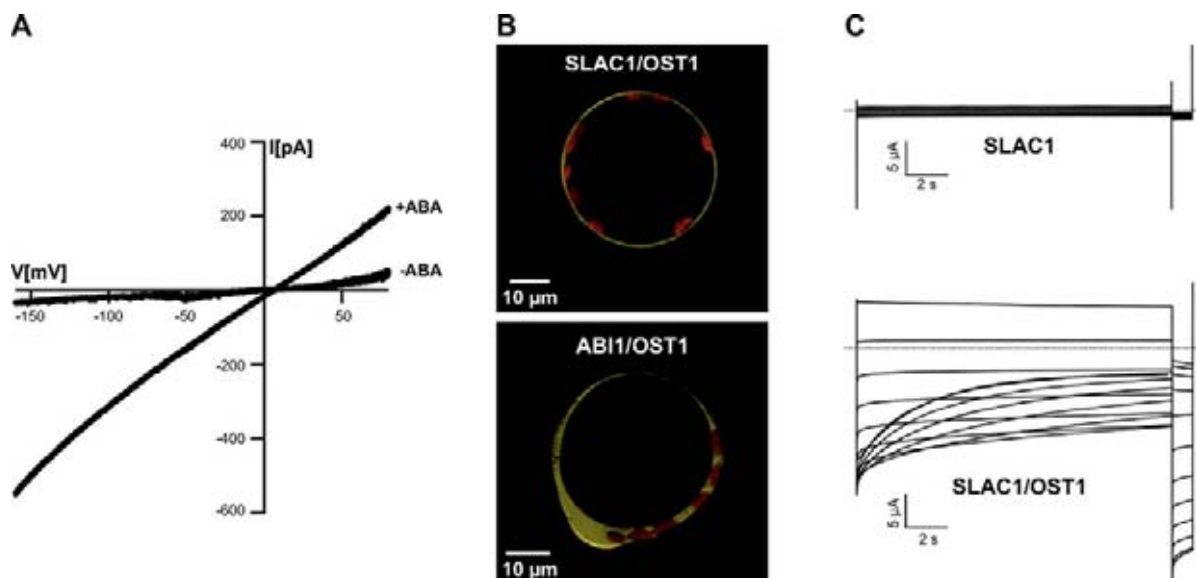 A
I[pA]
400
200
+ABA
-ABA
V[mV]
-150
-100
-50
50
-200
-400
-600
B
SLAC1/OST1
10 µm
ABI1/OST1
10 µm
C
5 µA
2 s
SLAC1
SLAC1/OST1
5 µA
2 s